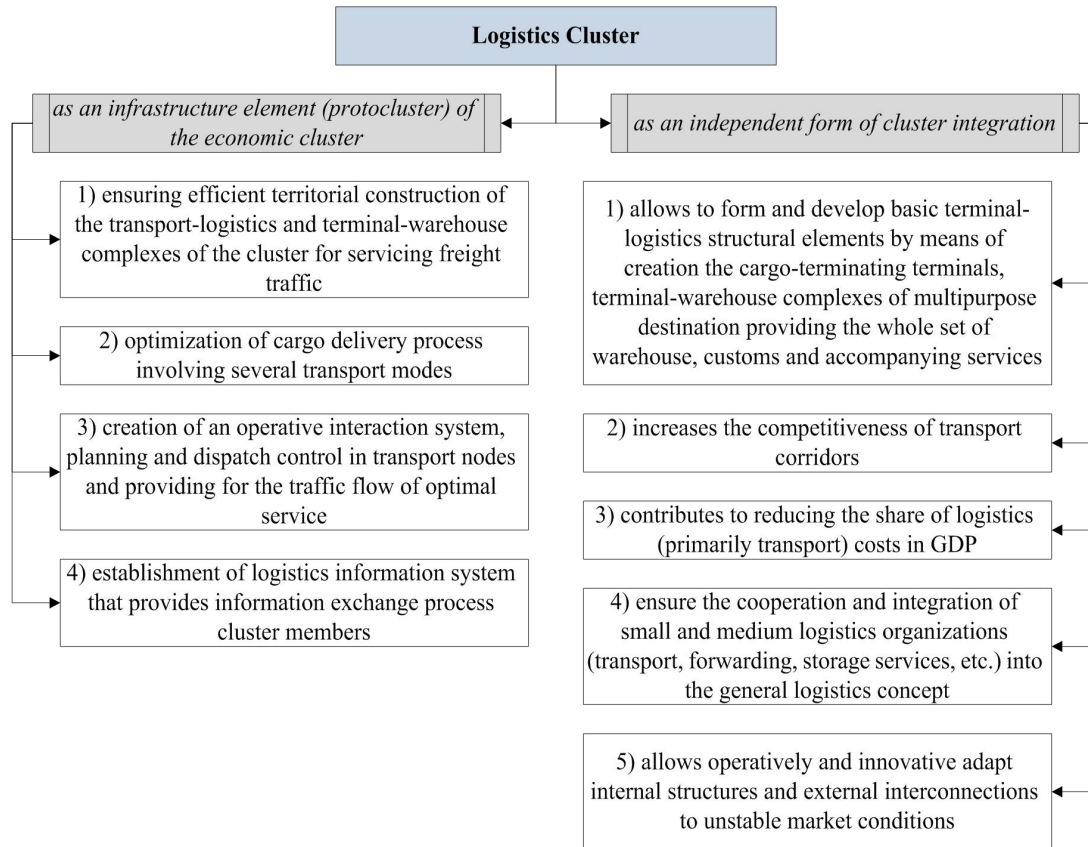 Logistics Cluster
as an infrastructure element (protocluster) of
the economic cluster
1) ensuring efficient territorial construction of
the transport-logistics and terminal-warehouse
complexes of the cluster for servicing freight
traffic
2) optimization of cargo delivery process
involving several transport modes
3) creation of an operative interaction system,
planning and dispatch control in transport nodes
and providing for the traffic flow of optimal
service
4) establishment of logistics information system
that provides information exchange process
cluster members
as an independent form of cluster integration
1) allows to form and develop basic terminal-
logistics structural elements by means of
creation the cargo-terminating terminals,
terminal-warehouse complexes of multipurpose
destination providing the whole set of
warehouse, customs and accompanying services
2) increases the competitiveness of transport
corridors
3) contributes to reducing the share of logistics
(primarily transport) costs in GDP
4) ensure the cooperation and integration of
small and medium logistics organizations
(transport, forwarding, storage services, etc.) into
the general logistics concept
5) allows operatively and innovative adapt
internal structures and external interconnections
to unstable market conditions